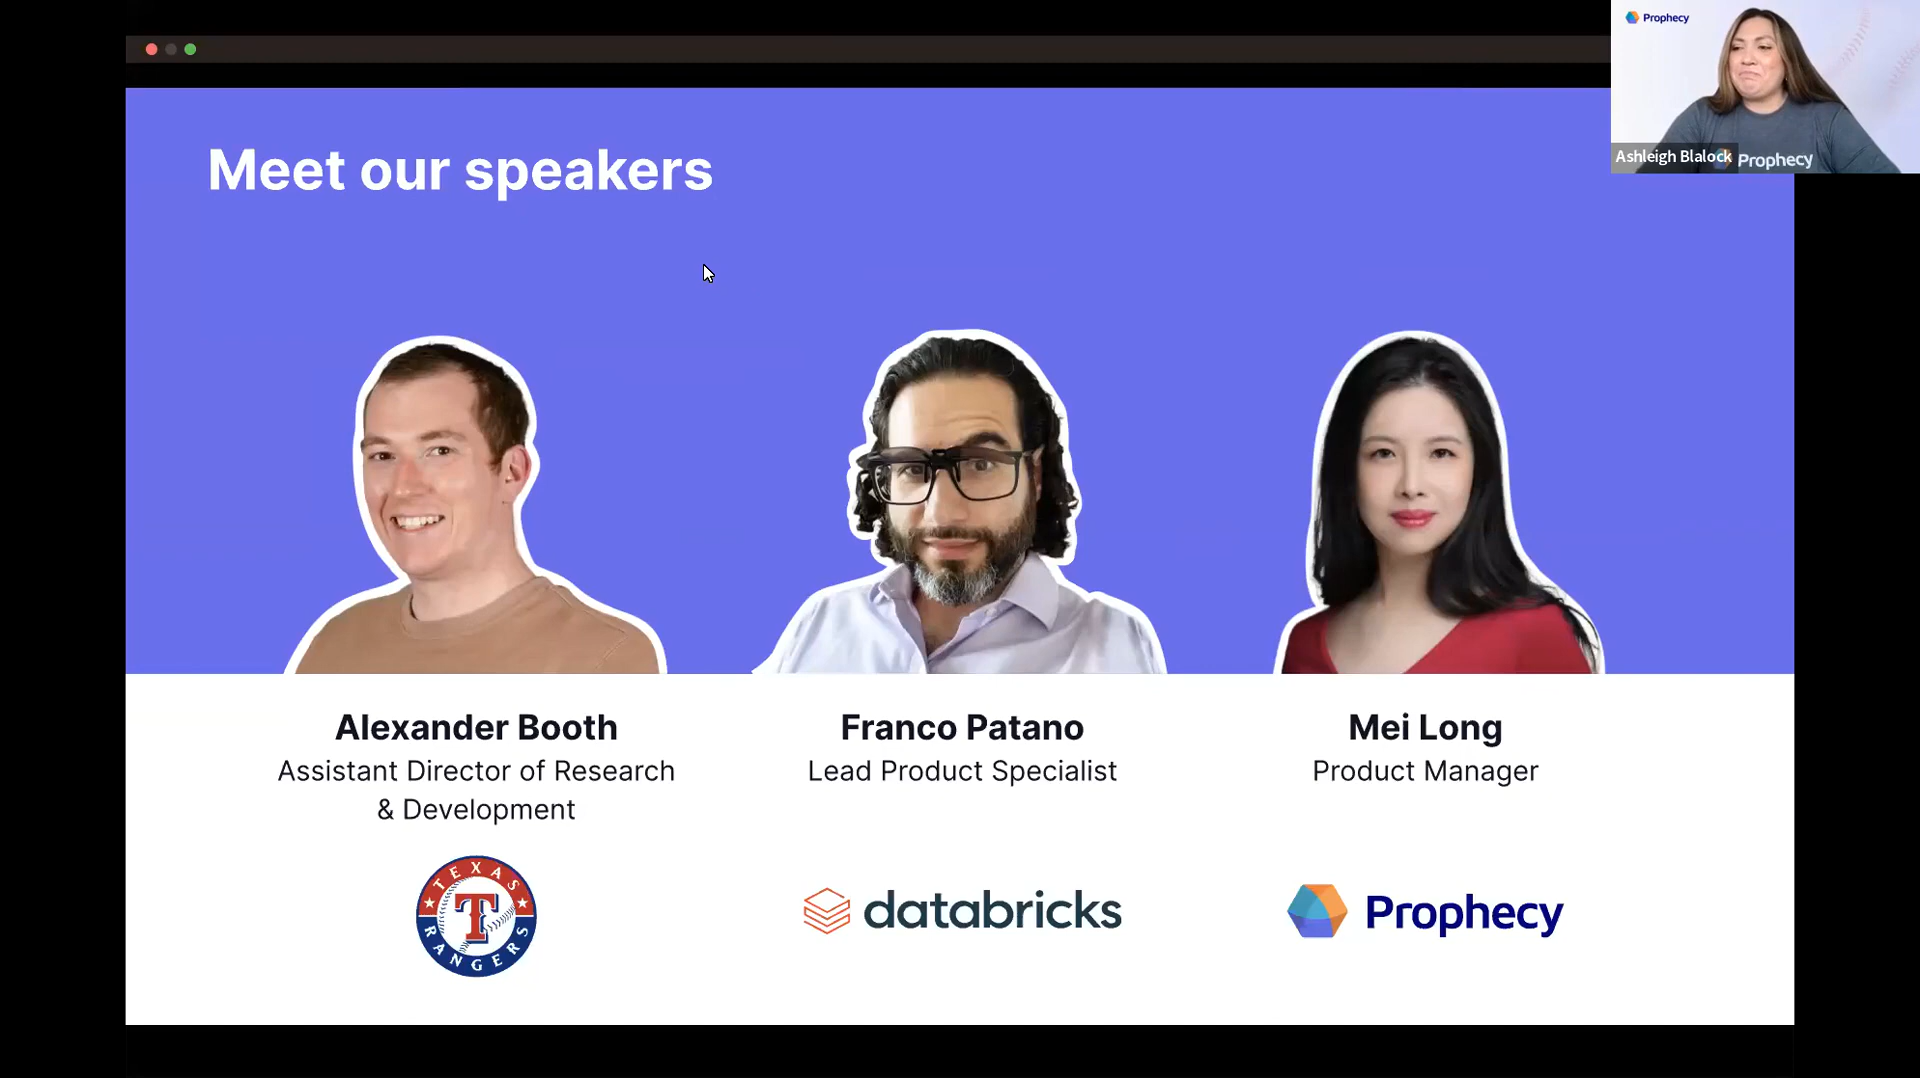 Prophecy
Ashleigh Blalock
Prophecy
Meet our speakers
Alexander Booth
Assistant Director of Research
& Development
TEXAS
T
RANGERS
Franco Patano
Lead Product Specialist
databricks
Mei Long
Product Manager
Prophecy